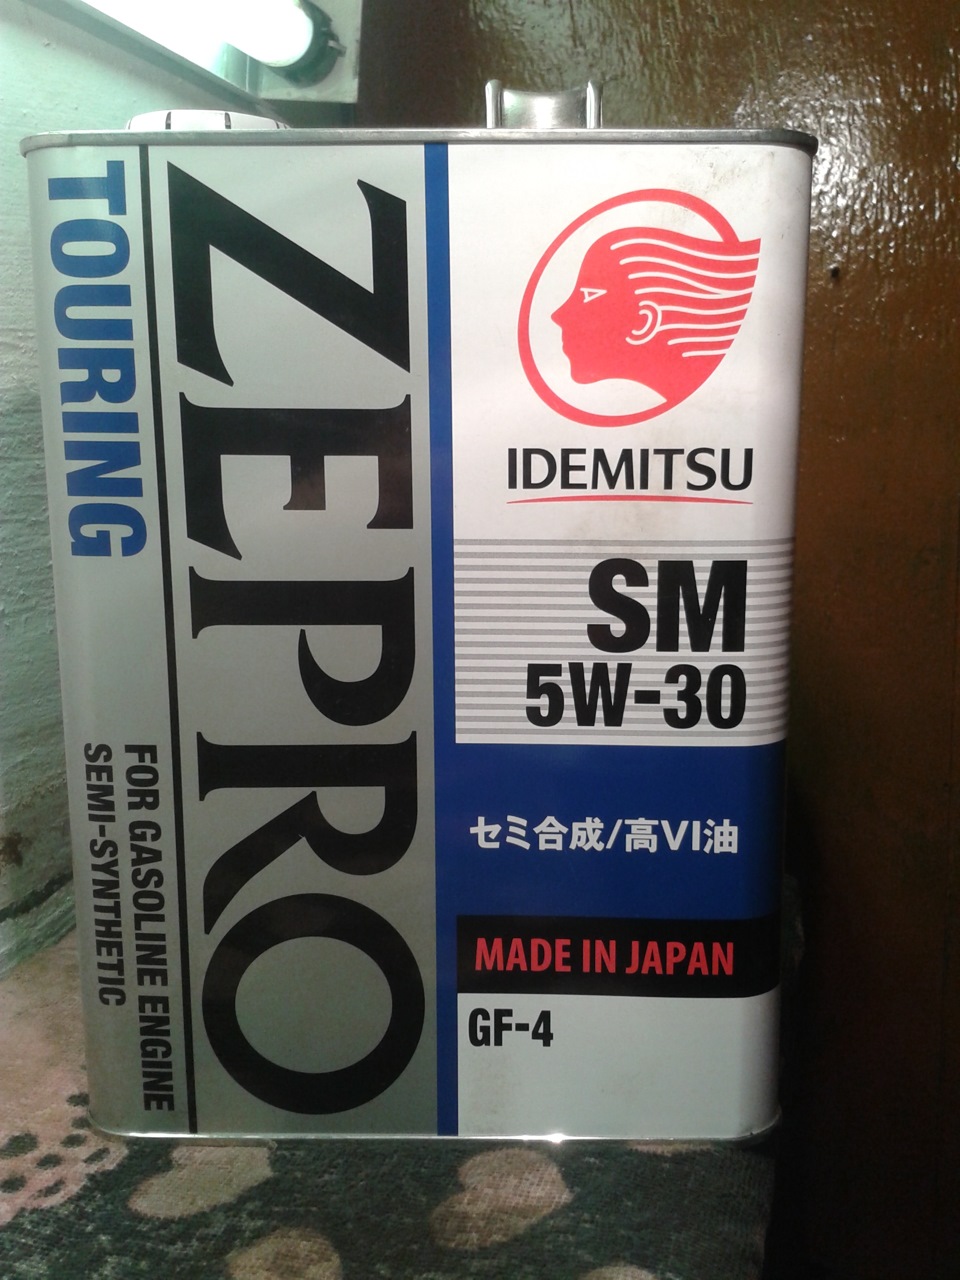 TOURING
FOR GASOLINE ENGINE
SEMI-SYNTHETIC
ZEPRO
IDEMITSU
SM
5W-30
セミ合成/高VI油
MADE IN JAPAN
GF-4